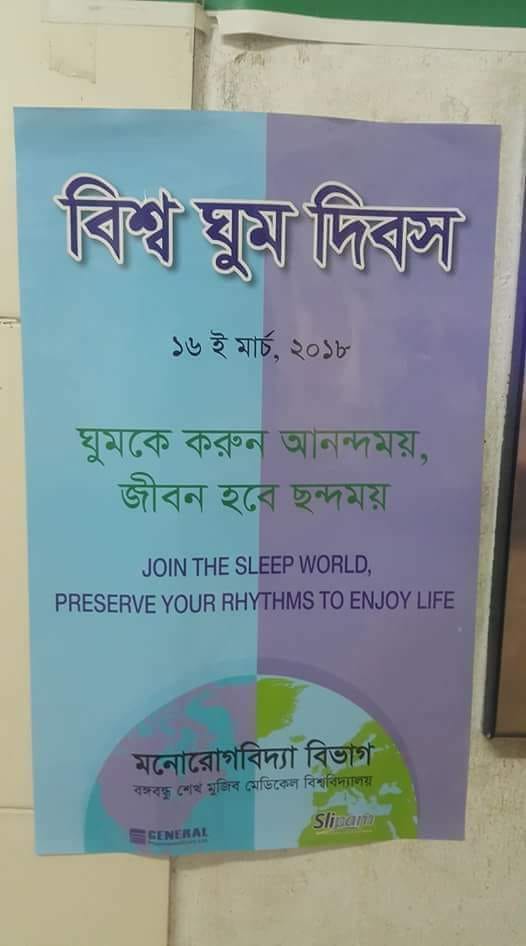 বিশ্ব ঘুম দিবস
১৬ ই মার্চ, ২০১৮
ঘুমকে করুন আনন্দময়,
জীবন হবে ছন্দময়
JOIN THE SLEEP WORLD,
PRESERVE YOUR RHYTHMS TO ENJOY LIFE
মনোরোগবিদ্যা বিভাগ
বঙ্গবন্ধু শেখ মুজিব মেডিকেল বিশ্ববিদ্যালয়
GENERAL
Slipam